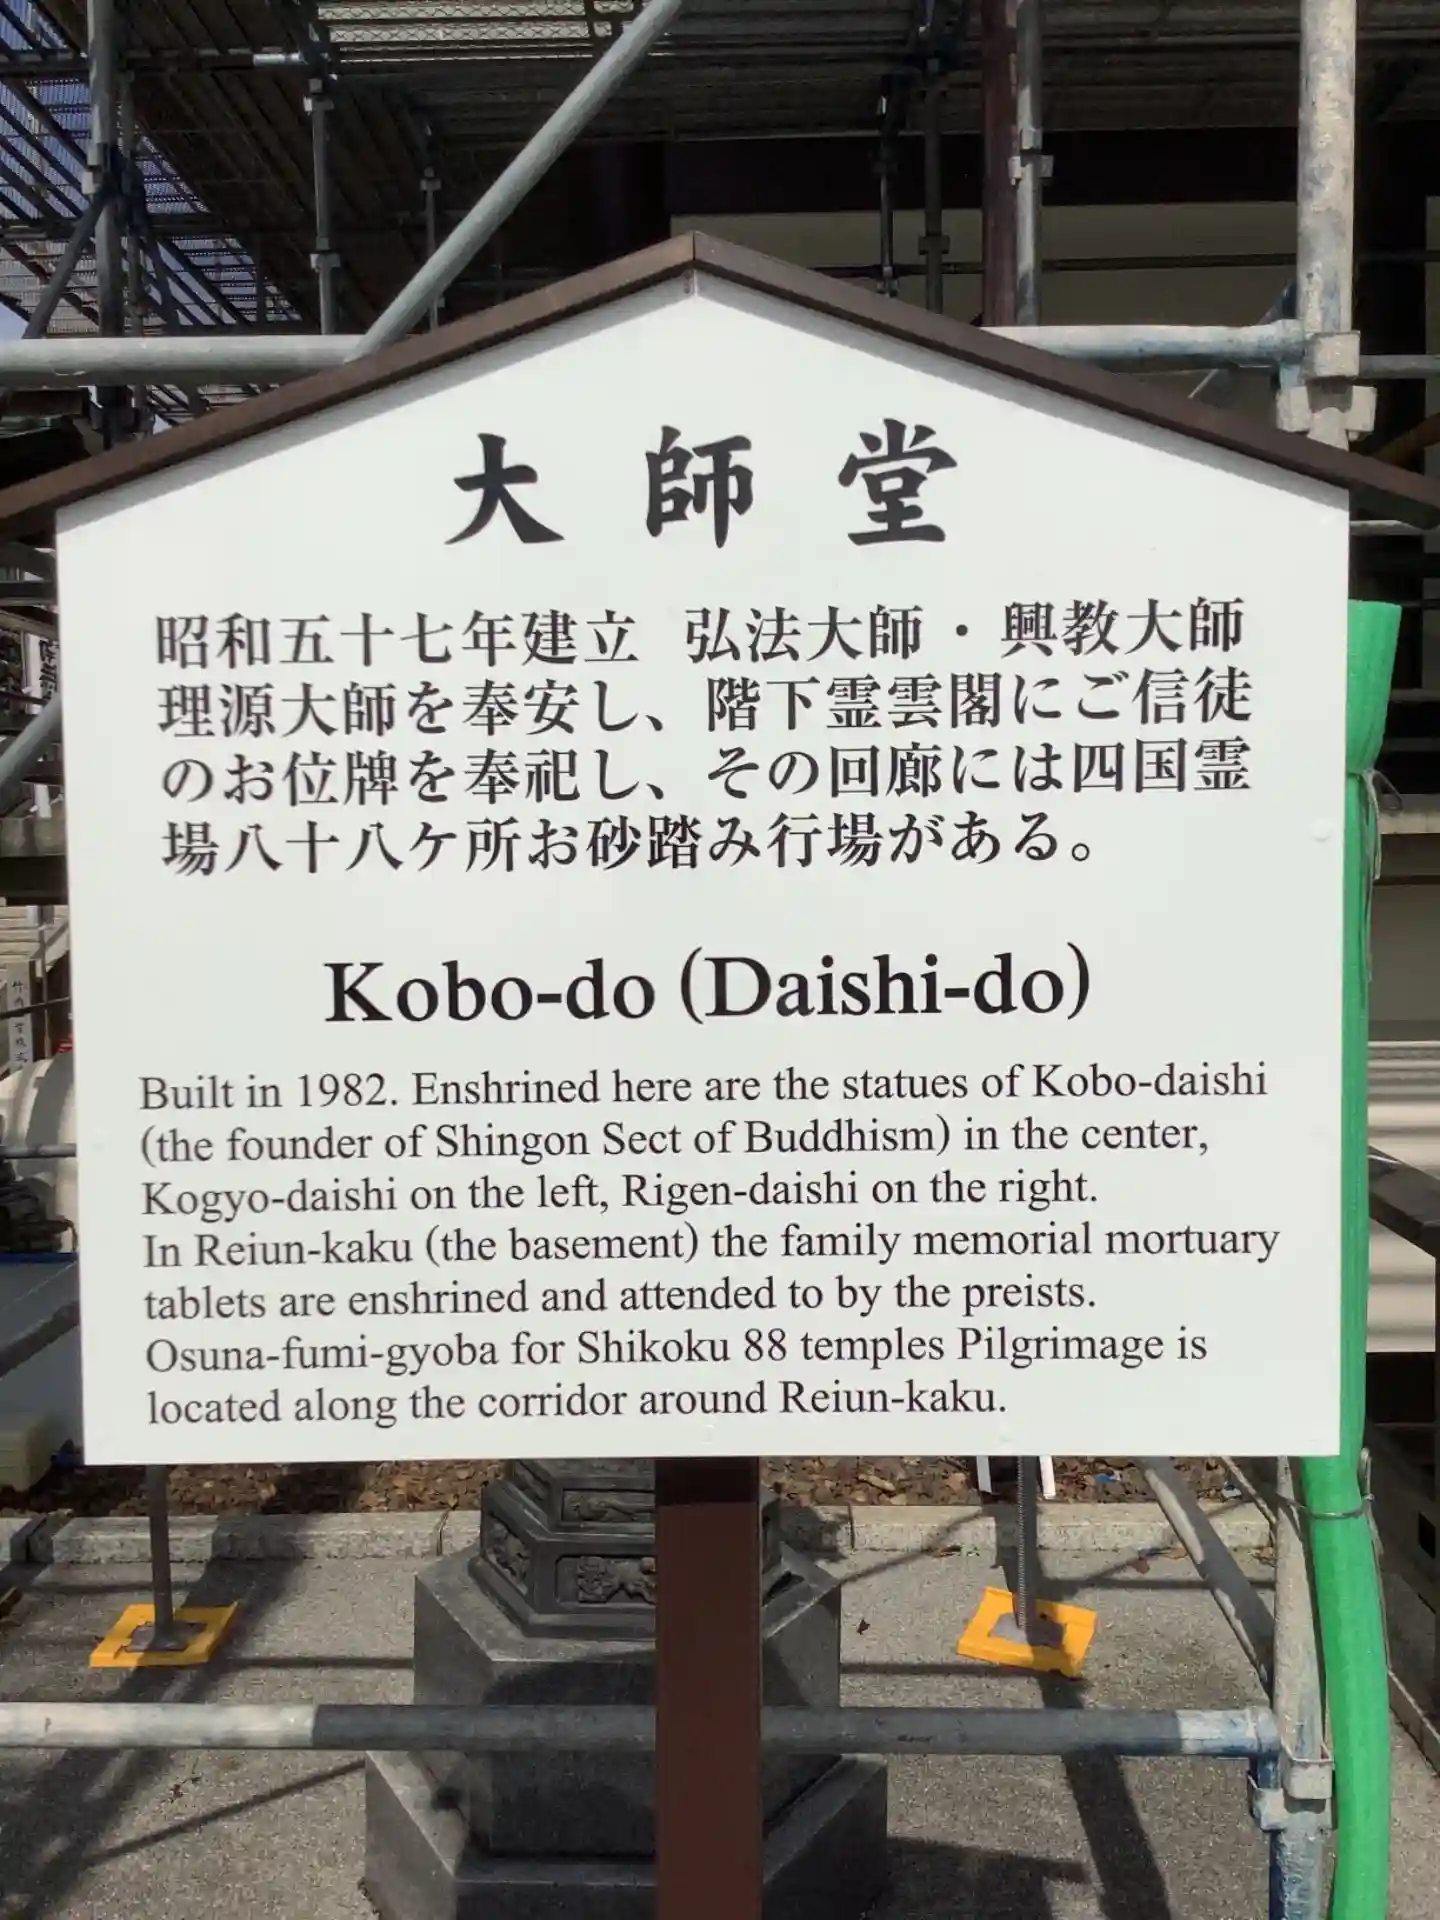 大師堂
昭和五十七年建立 弘法大師・興教大師
理源大師を奉安し、階下霊雲閣にご信徒
のお位牌を奉祀し、その回廊には四国霊
場八十八ケ所お砂踏み行場がある。
Kobo-do (Daishi-do)
Built in 1982. Enshrined here are the statues of Kobo-daishi
(the founder of Shingon Sect of Buddhism) in the center,
Kogyo-daishi on the left, Rigen-daishi on the right.
In Reiun-kaku (the basement) the family memorial mortuary
tablets are enshrined and attended to by the preists.
Osuna-fumi-gyoba for Shikoku 88 temples Pilgrimage is
located along the corridor around Reiun-kaku.